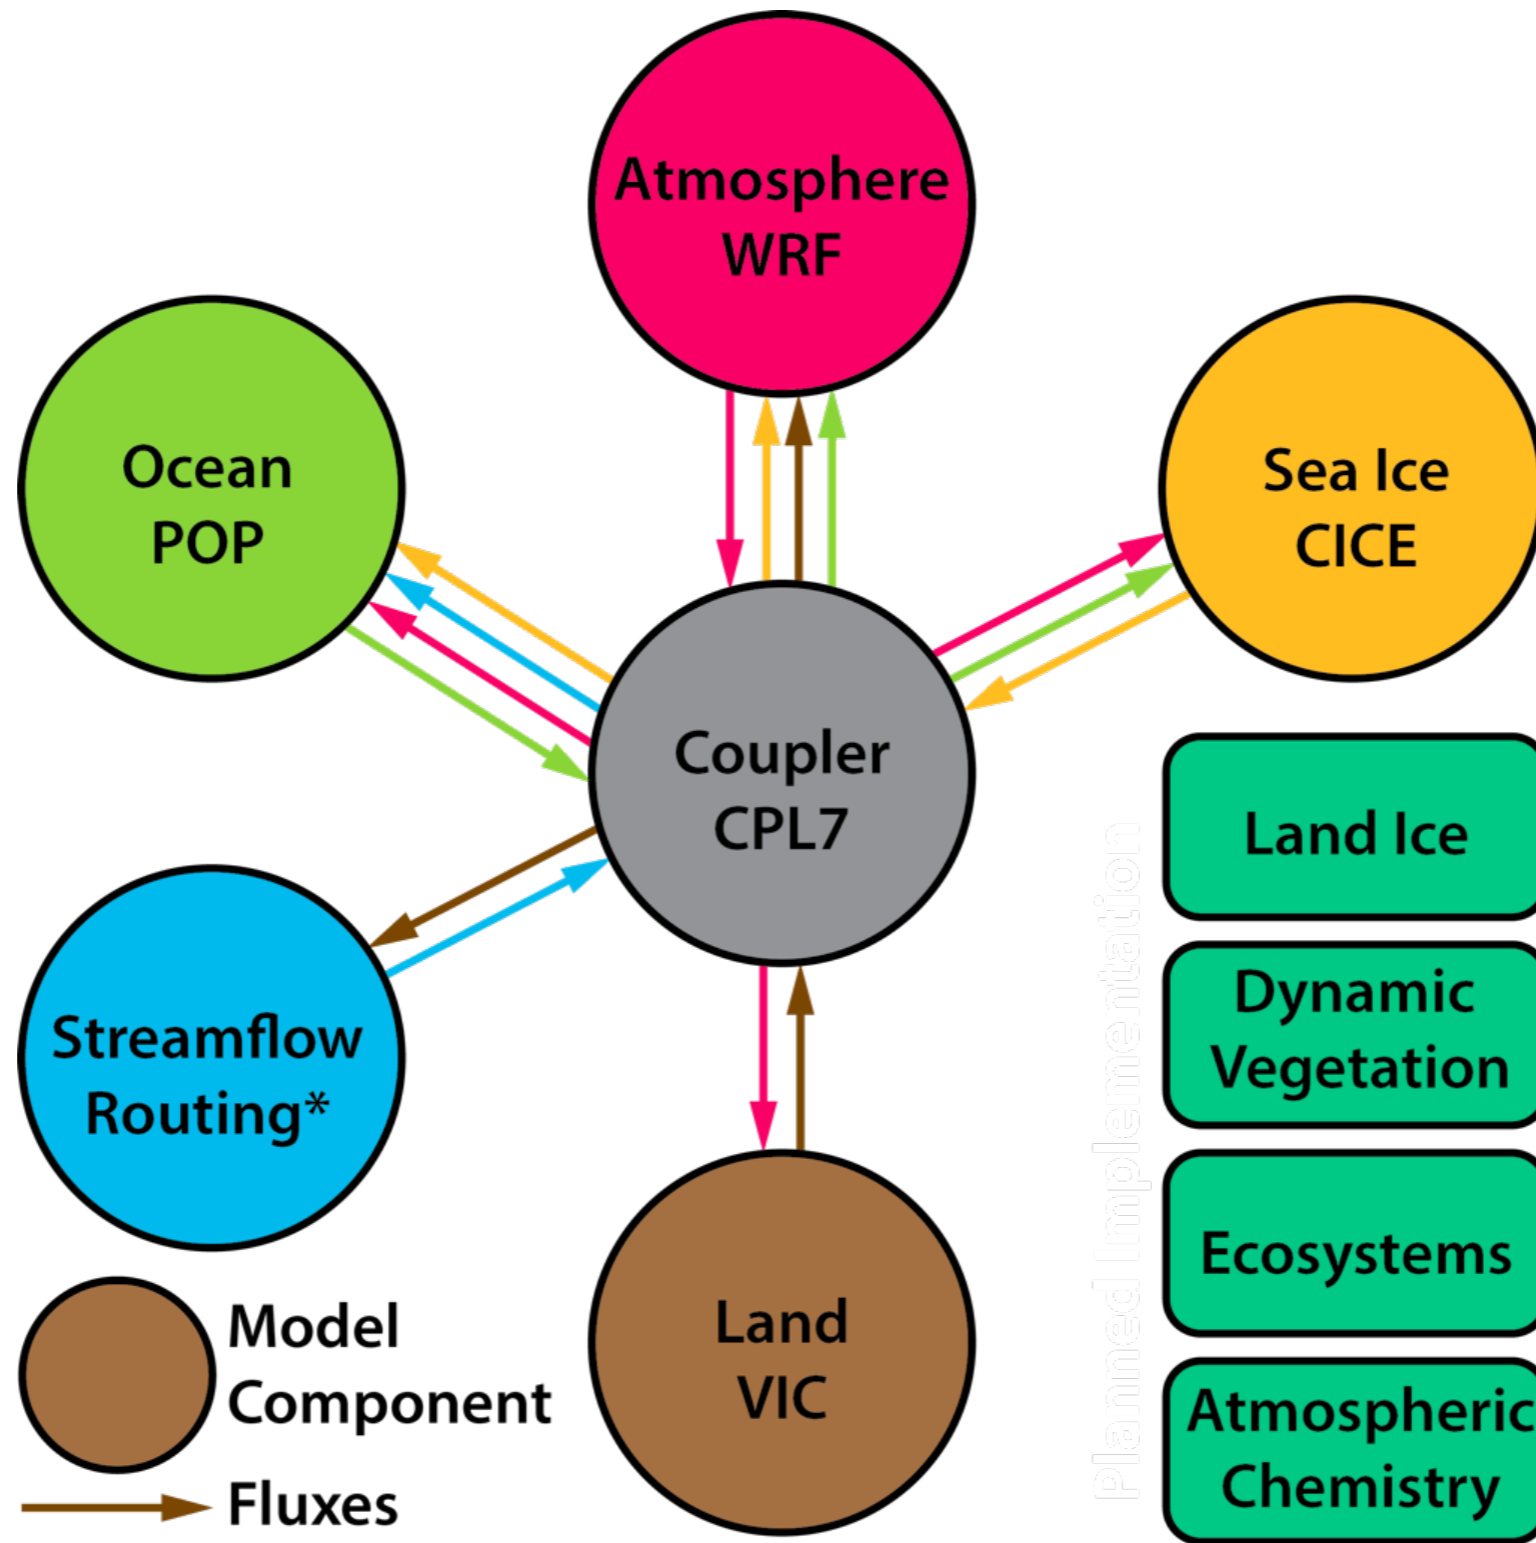 Atmosphere
WRF
Ocean
POP
Sea Ice
CICE
Coupler
CPL7
Streamflow
Routing*
Land
VIC
Model
Component
Fluxes
Planned Implementation
Land Ice
Dynamic
Vegetation
Ecosystems
Atmospheric
Chemistry